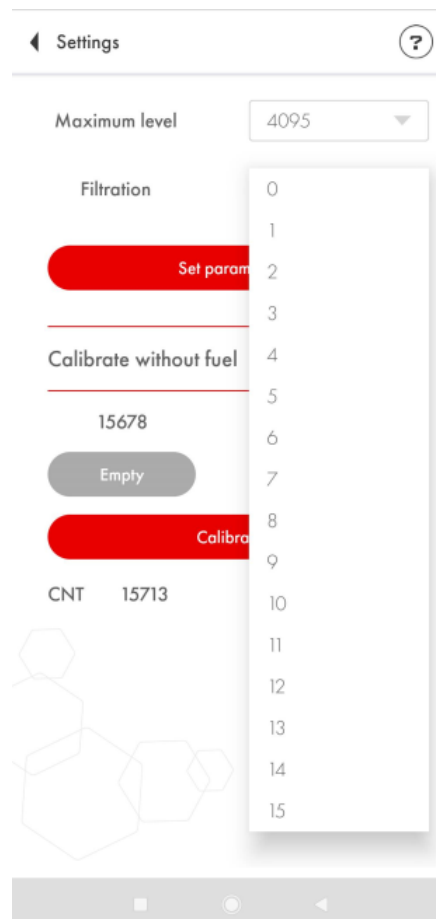 Settings
?
Maximum level 4095
Filtration
0
1
Set param
2
3
Calibrate without fuel
4
5
15678
6
Empty
7
8
Calibra
9
CNT 15713
10
11
12
13
14
15